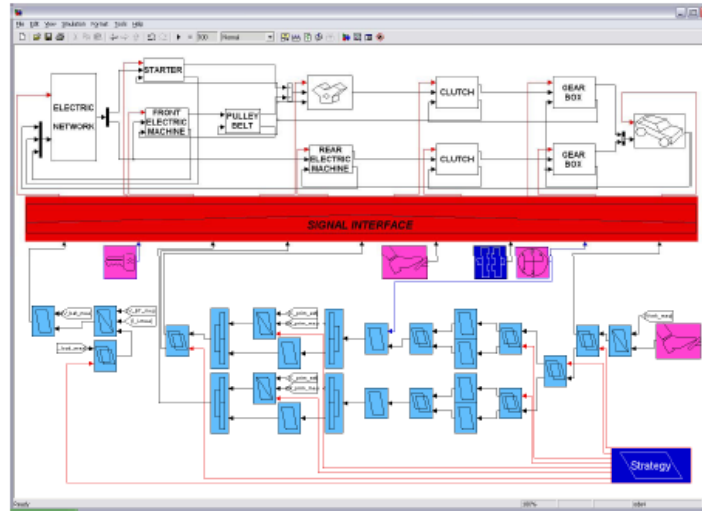 File Edit View Simulation Format Tools Help
Normal
STARTER
ELECTRIC
NETWORK
FRONT
ELECTRIC
MACHINE
PULLEY
BELT
CLUTCH
GEAR
BOX
REAR
ELECTRIC
MACHINE
CLUTCH
GEAR
BOX
SIGNAL INTERFACE
Strategy
Ready
100%